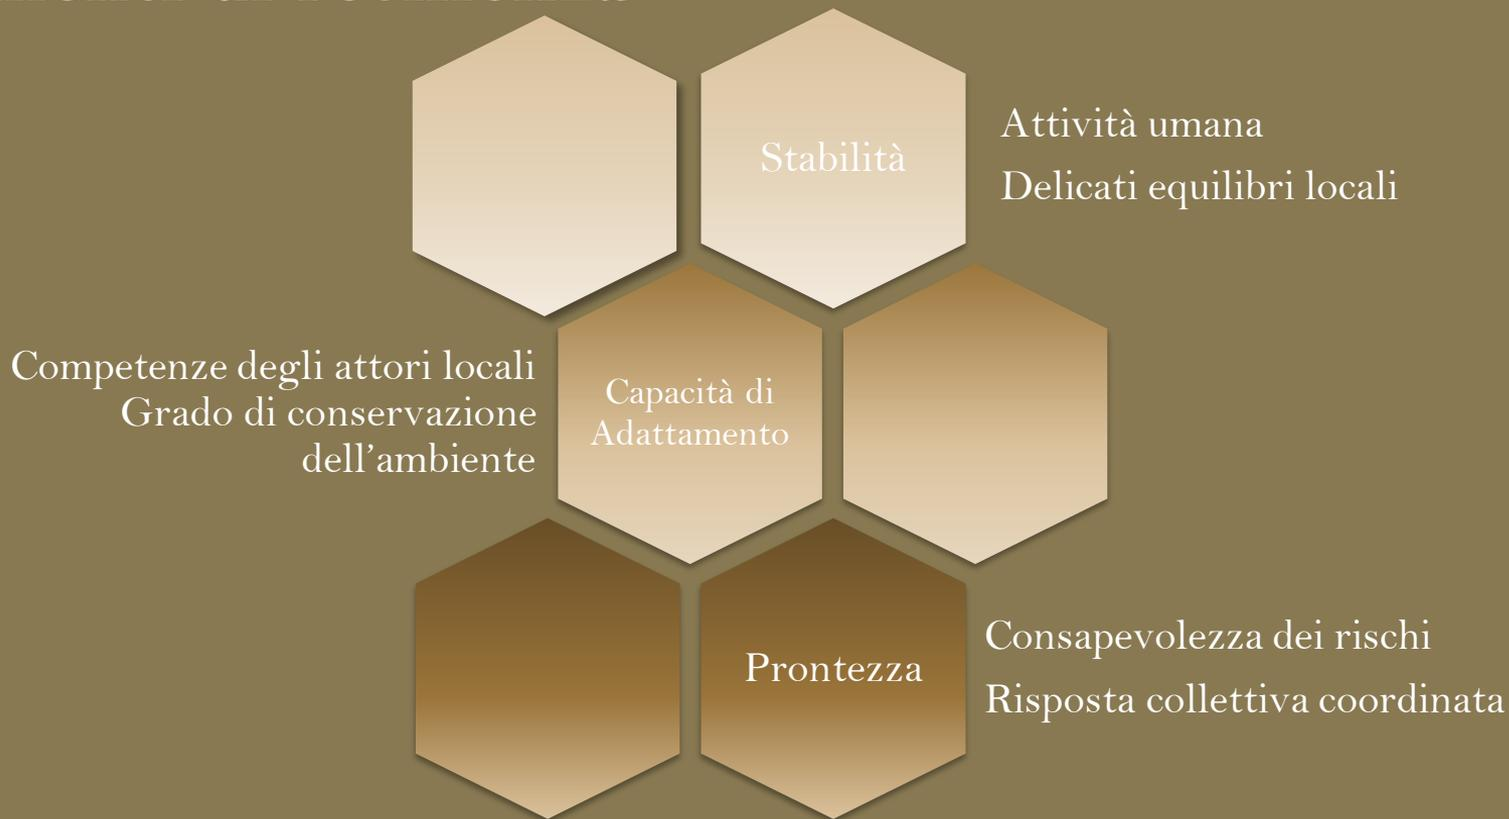 Stabilità
Attività umana
Delicati equilibri locali
Competenze degli attori locali
Grado di conservazione
dell’ambiente
Capacità di
Adattamento
Prontezza
Consapevolezza dei rischi
Risposta collettiva coordinata